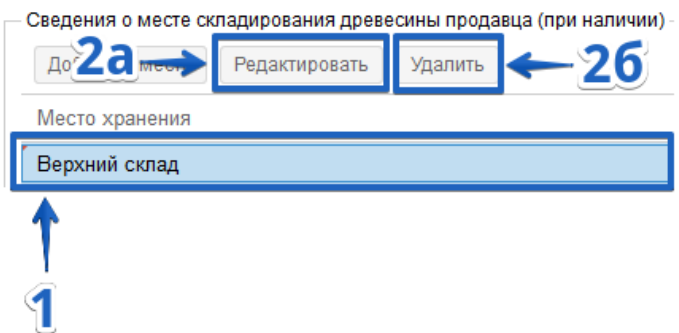 Сведения о месте складирования древесины продавца (при наличии)
2а Редактировать Удалить 2б
Место хранения
Верхний склад
1